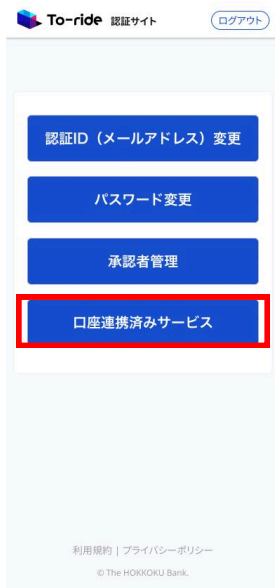 To-ride 認証サイト
ログアウト
認証ID（メールアドレス）変更
パスワード変更
承認者管理
口座連携済みサービス
利用規約 | プライバシーポリシー
© The HOKKOKU Bank.